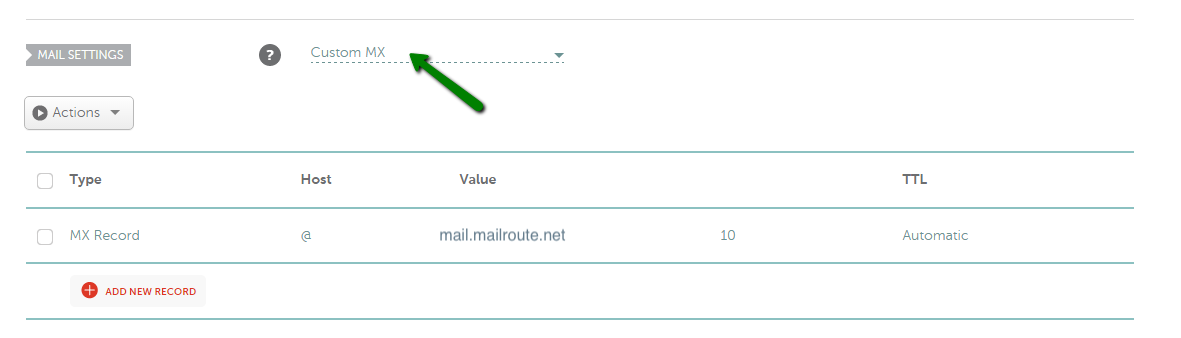 MAIL SETTINGS ? Custom MX
Actions
Type Host Value TTL
MX Record @ mail.mailroute.net 10 Automatic
ADD NEW RECORD